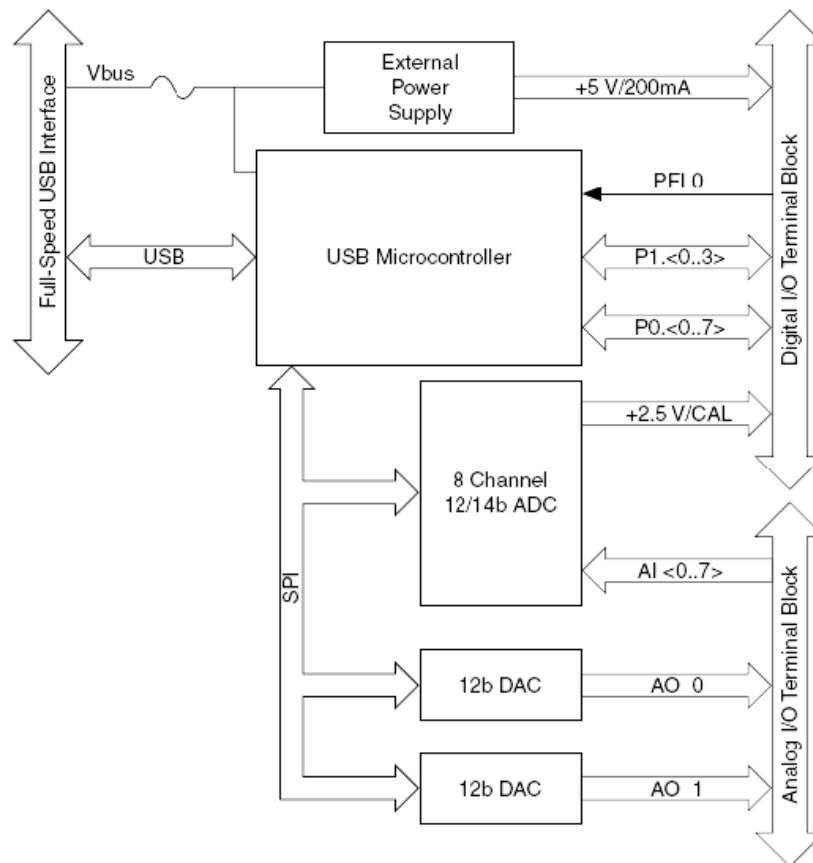 Vbus
External
Power
Supply
+5 V/200mA
Full-Speed USB Interface
USB
USB Microcontroller
PFI 0
P1.<0..3>
P0.<0..7>
Digital I/O Terminal Block
+2.5 V/CAL
8 Channel
12/14b ADC
SPI
AI <0..7>
12b DAC
AO 0
12b DAC
AO 1
Analog I/O Terminal Block